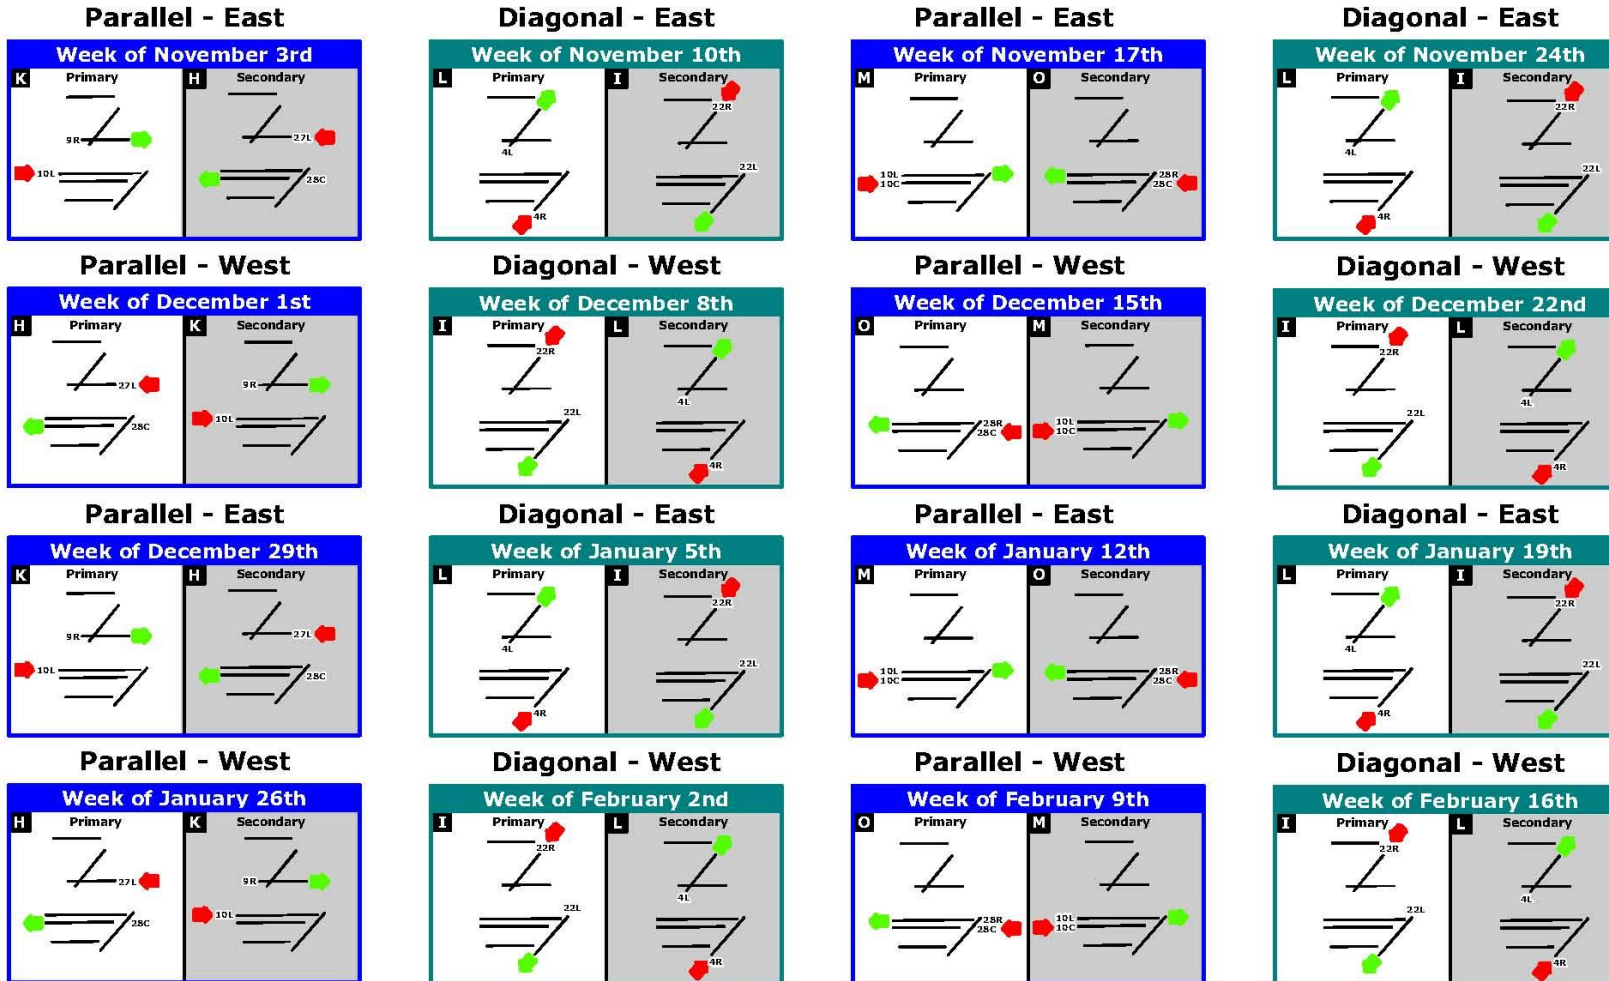 Parallel - East
Week of November 3rd
K Primary H Secondary
9R 27L
10L 28C
Diagonal - East
Week of November 10th
L Primary I Secondary
22R
4L
22L
4R
Parallel - East
Week of November 17th
M Primary O Secondary
10L 28R
10C 28C
Diagonal - East
Week of November 24th
L Primary I Secondary
22R
4L
22L
4R
Parallel - West
Week of December 1st
H Primary K Secondary
27L 9R
28C 10L
Diagonal - West
Week of December 8th
I Primary L Secondary
22R
4L
22L
4R
Parallel - West
Week of December 15th
O Primary M Secondary
28R 10L
28C 10C
Diagonal - West
Week of December 22nd
I Primary L Secondary
22R
4L
22L
4R
Parallel - East
Week of December 29th
K Primary H Secondary
9R 27L
10L 28C
Diagonal - East
Week of January 5th
L Primary I Secondary
22R
4L
22L
4R
Parallel - East
Week of January 12th
M Primary O Secondary
10L 28R
10C 28C
Diagonal - East
Week of January 19th
L Primary I Secondary
22R
4L
22L
4R
Parallel - West
Week of January 26th
H Primary K Secondary
27L 9R
28C 10L
Diagonal - West
Week of February 2nd
I Primary L Secondary
22R
4L
22L
4R
Parallel - West
Week of February 9th
O Primary M Secondary
28R 10L
28C 10C
Diagonal - West
Week of February 16th
I Primary L Secondary
22R
4L
22L
4R